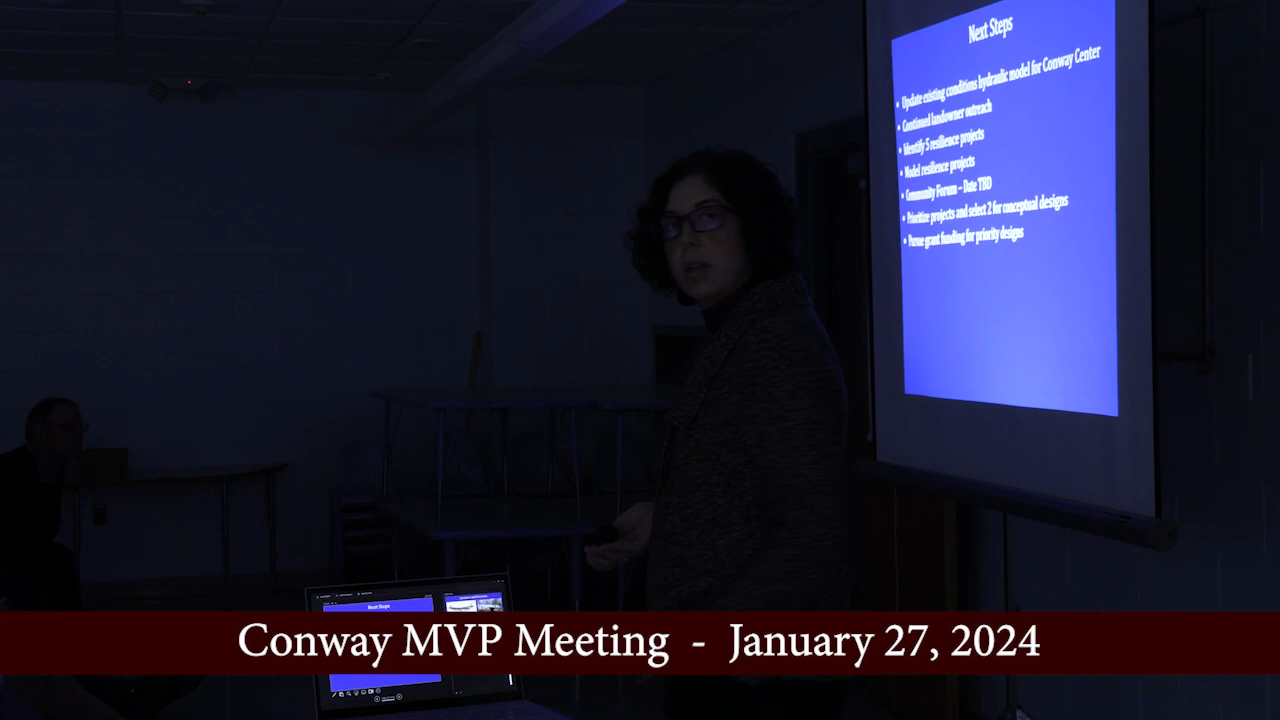 Next Steps
• Update existing conditions hydraulic model for Conway Center
• Continued landowner outreach
• Identify 5 resilience projects
• Model resilience projects
• Community Forum – Date TBD
• Prioritize projects and select 2 for conceptual designs
• Pursue grant funding for priority designs
Next Steps
Conway MVP Meeting - January 27, 2024